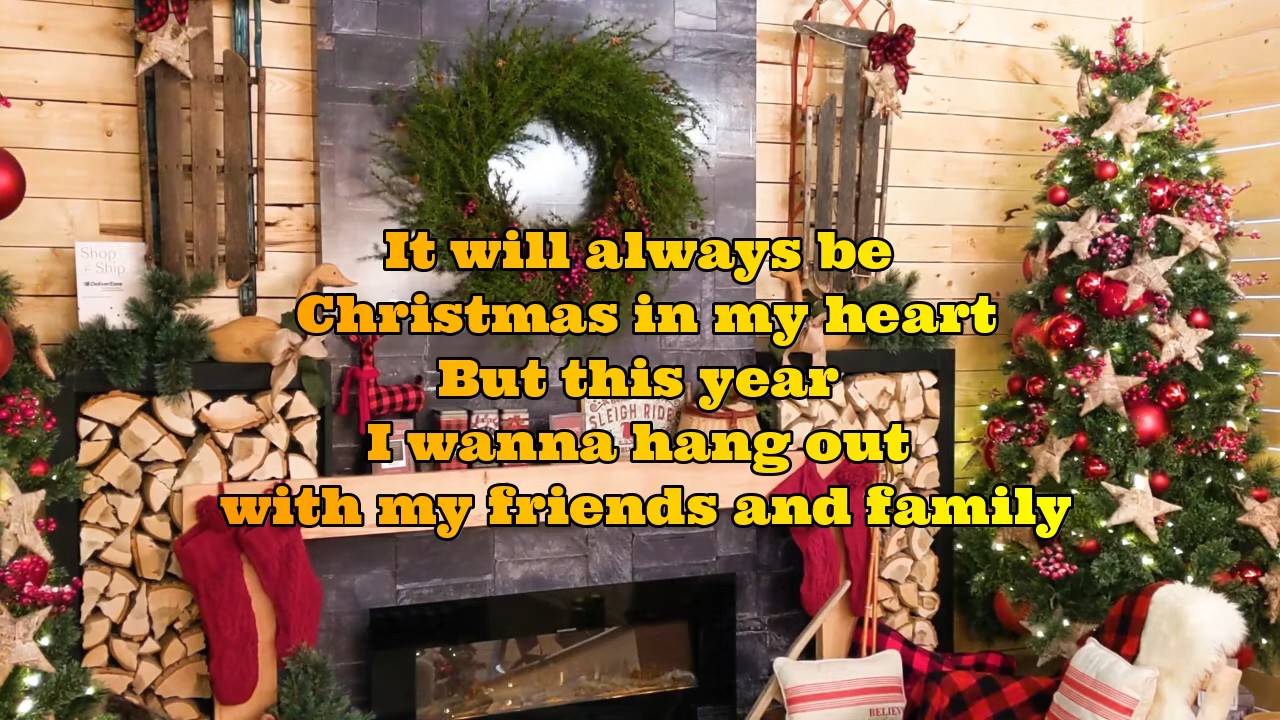 Shop
+ Ship
It will always be
Christmas in my heart
But this year
SLEIGH RIDES
I wanna hang out
with my friends and family
BELIEVE